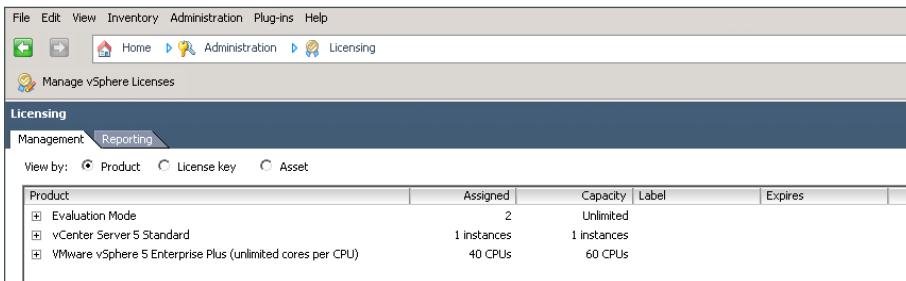 File Edit View Inventory Administration Plug-ins Help
Home Administration Licensing
Manage vSphere Licenses
Licensing
Management Reporting
View by: Product License key Asset
Product Assigned Capacity Label Expires
Evaluation Mode 2 Unlimited
vCenter Server 5 Standard 1 instances 1 instances
VMware vSphere 5 Enterprise Plus (unlimited cores per CPU) 40 CPUs 60 CPUs